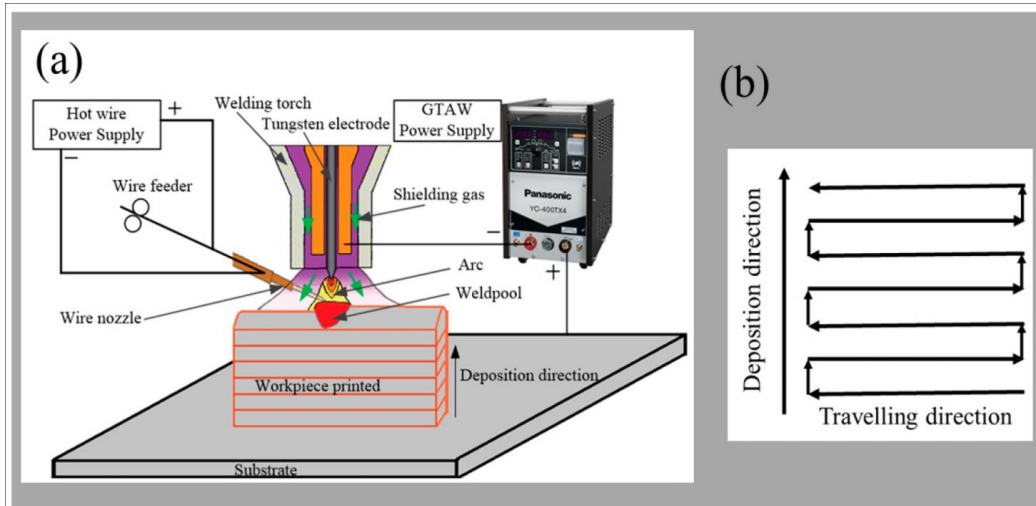 (a)
Hot wire
Power Supply
+
−
Welding torch
Tungsten electrode
GTAW
Power Supply
Wire feeder
Shielding gas
Panasonic
YC-400TX4
−
+
Arc
Weldpool
Wire nozzle
Workpiece printed
Deposition direction
Substrate
(b)
Deposition direction
Travelling direction